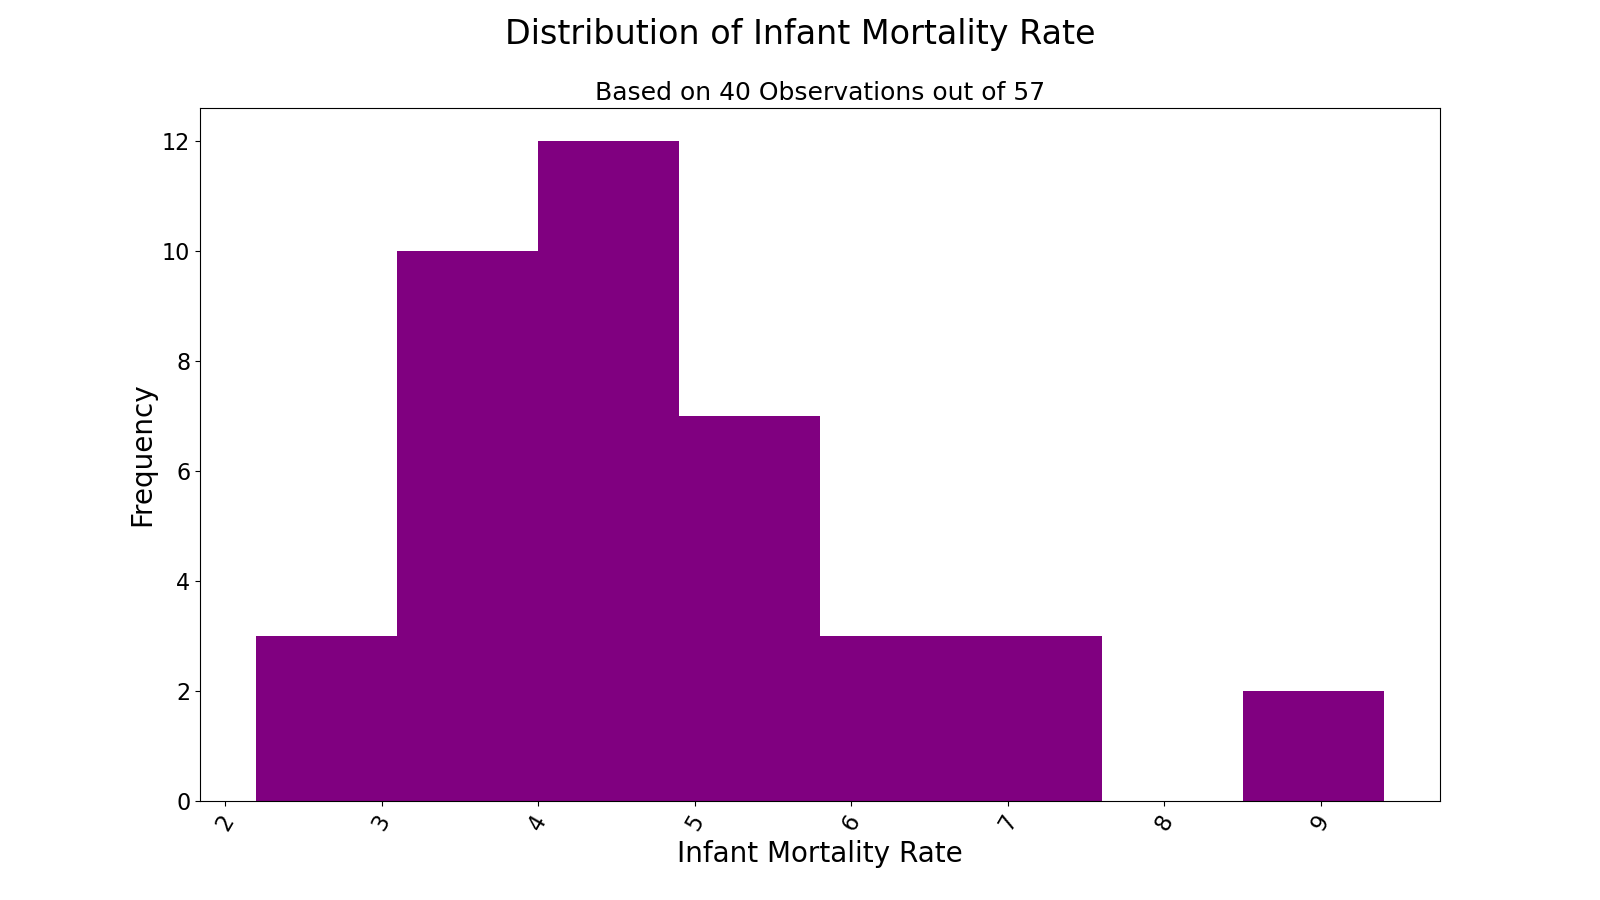 Distribution of Infant Mortality Rate
Based on 40 Observations out of 57
12
10
8
6
4
2
0
Frequency
2 3 4 5 6 7 8 9
Infant Mortality Rate